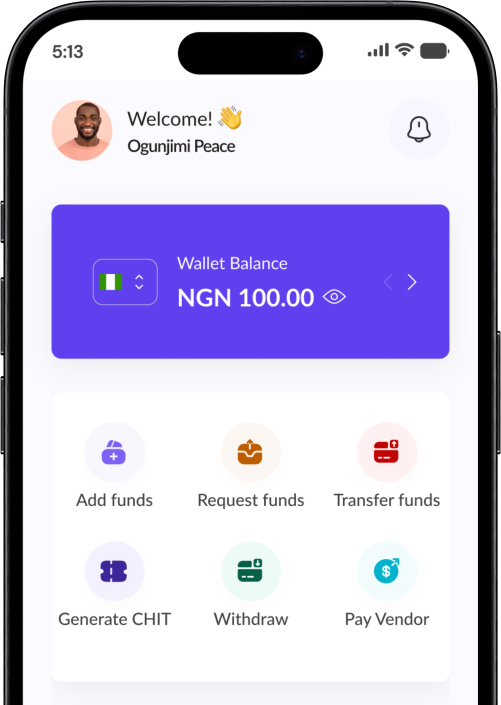 5:13
Welcome! 👋
Ogunjimi Peace
Wallet Balance
NGN 100.00
Add funds
Request funds
Transfer funds
Generate CHIT
Withdraw
Pay Vendor